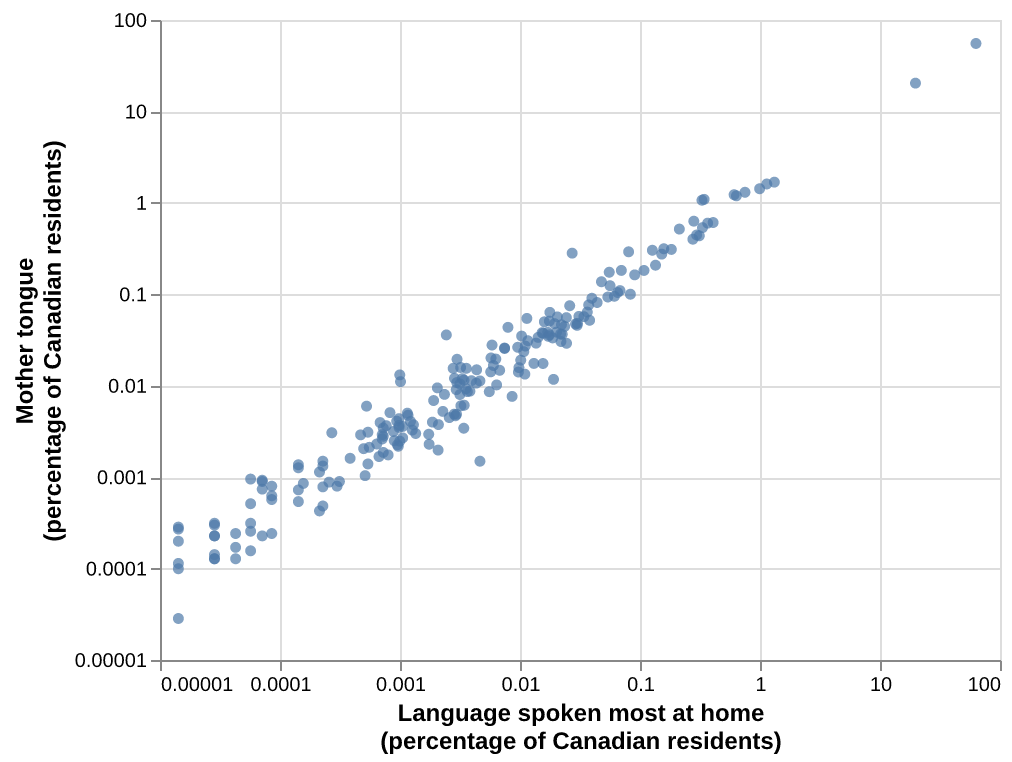 100
10
1
0.1
0.01
0.001
0.0001
0.00001
Mother tongue
(percentage of Canadian residents)
0.00001 0.0001 0.001 0.01 0.1 1 10 100
Language spoken most at home
(percentage of Canadian residents)